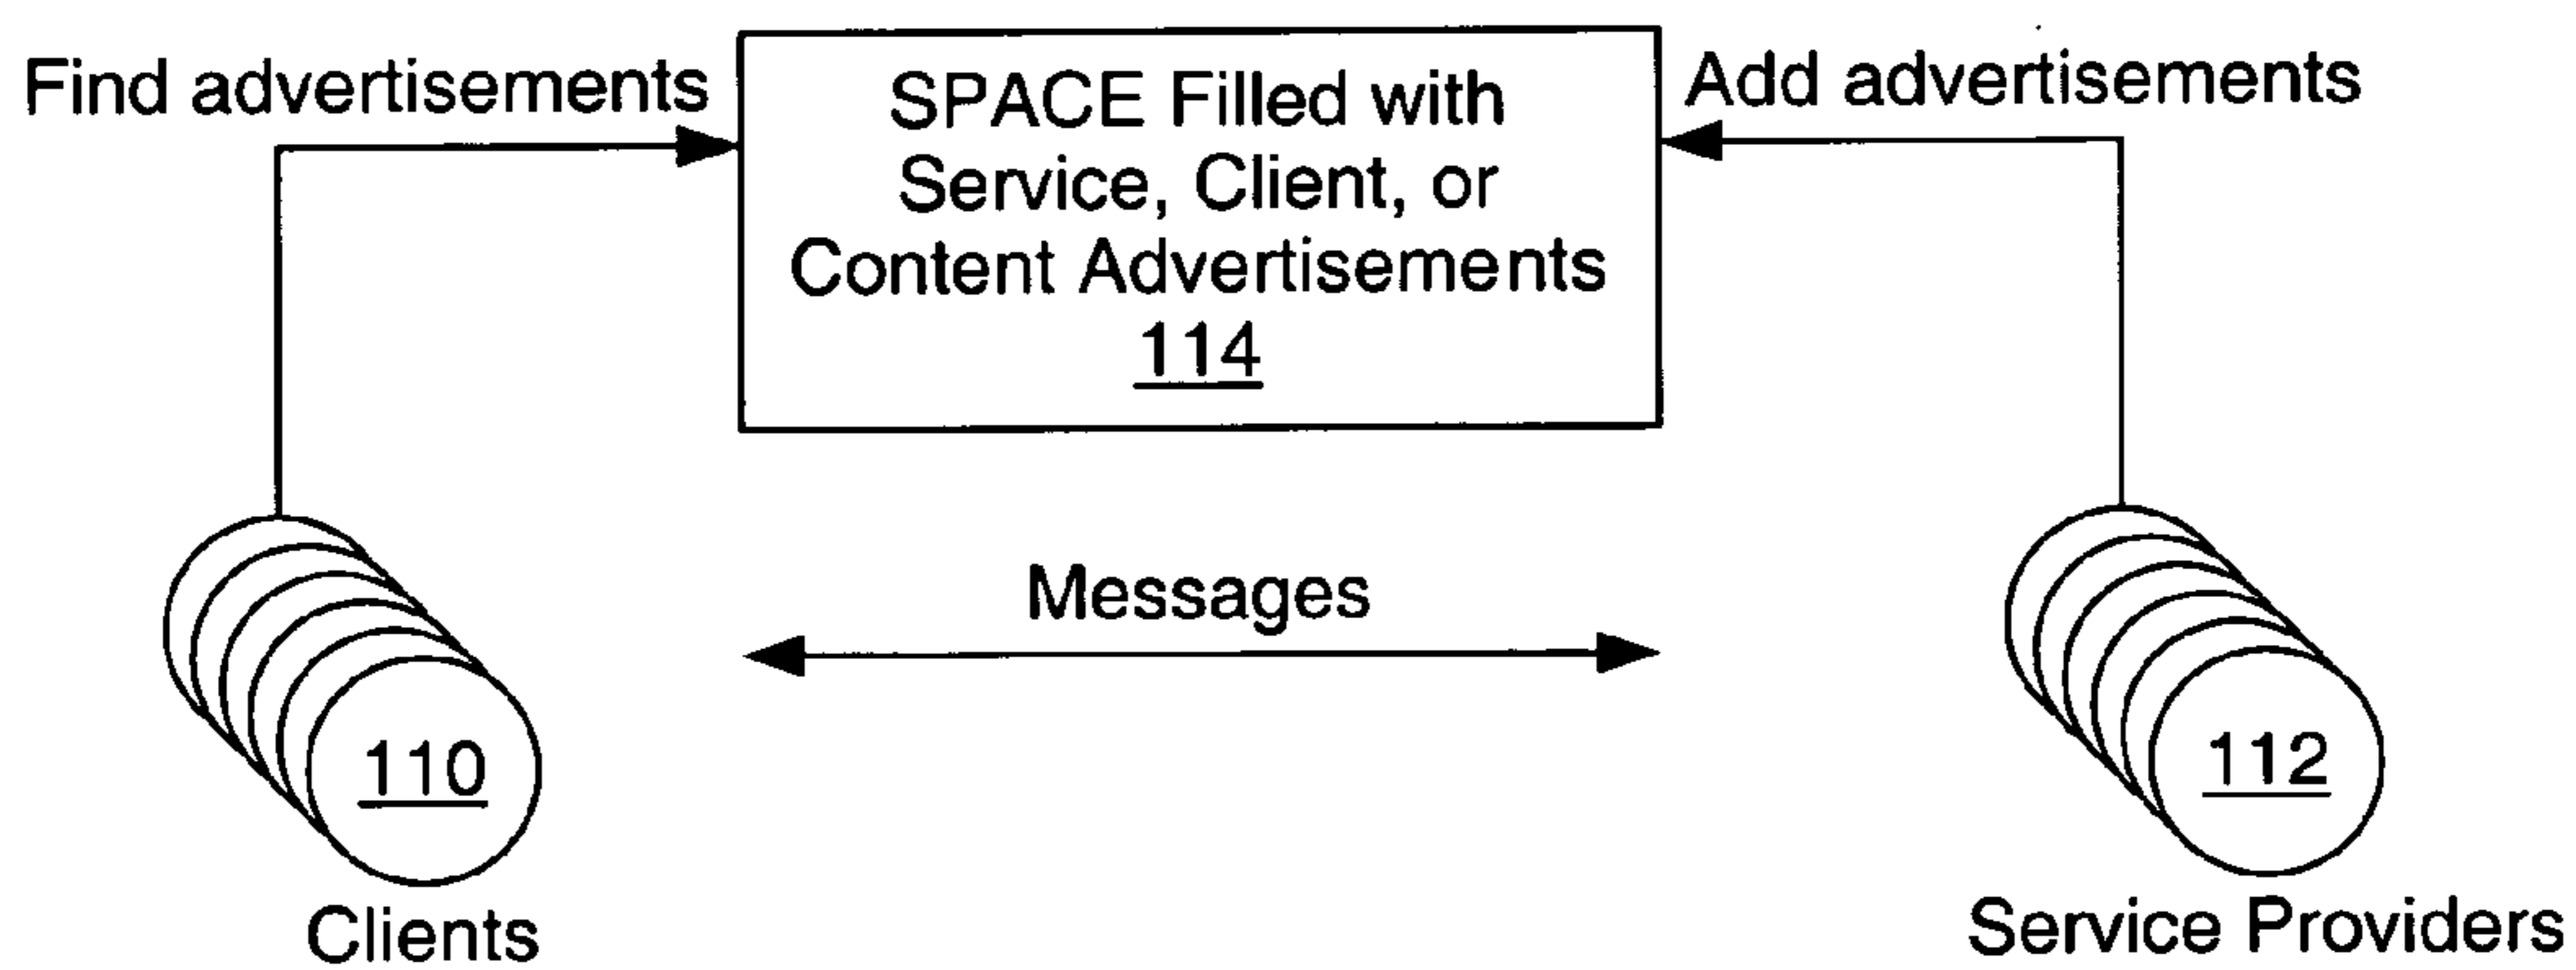 Find advertisements
SPACE Filled with
Service, Client, or
Content Advertisements
114
Add advertisements
Messages
110
Clients
112
Service Providers